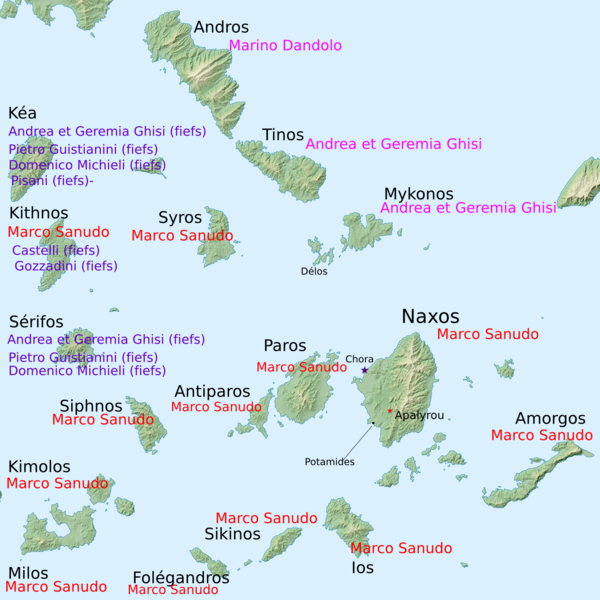 Andros
Marino Dandolo
Kéa
Andrea et Geremia Ghisi (fiefs)
Pietro Guistianini (fiefs)
Domenico Michieli (fiefs)
Pisani (fiefs)-
Tinos
Andrea et Geremia Ghisi
Mykonos
Andrea et Geremia Ghisi
Kithnos
Marco Sanudo
Castelli (fiefs)
Gozzadini (fiefs)
Syros
Marco Sanudo
Délos
Sérifos
Andrea et Geremia Ghisi (fiefs)
Pietro Guistianini (fiefs)
Domenico Michieli (fiefs)
Naxos
Marco Sanudo
Paros
Marco Sanudo
Chora
Antiparos
Marco Sanudo
Siphnos
Marco Sanudo
Apalyrou
Potamides
Amorgos
Marco Sanudo
Kimolos
Marco Sanudo
Marco Sanudo
Sikinos
Marco Sanudo
Ios
Milos
Marco Sanudo
Folégandros
Marco Sanudo